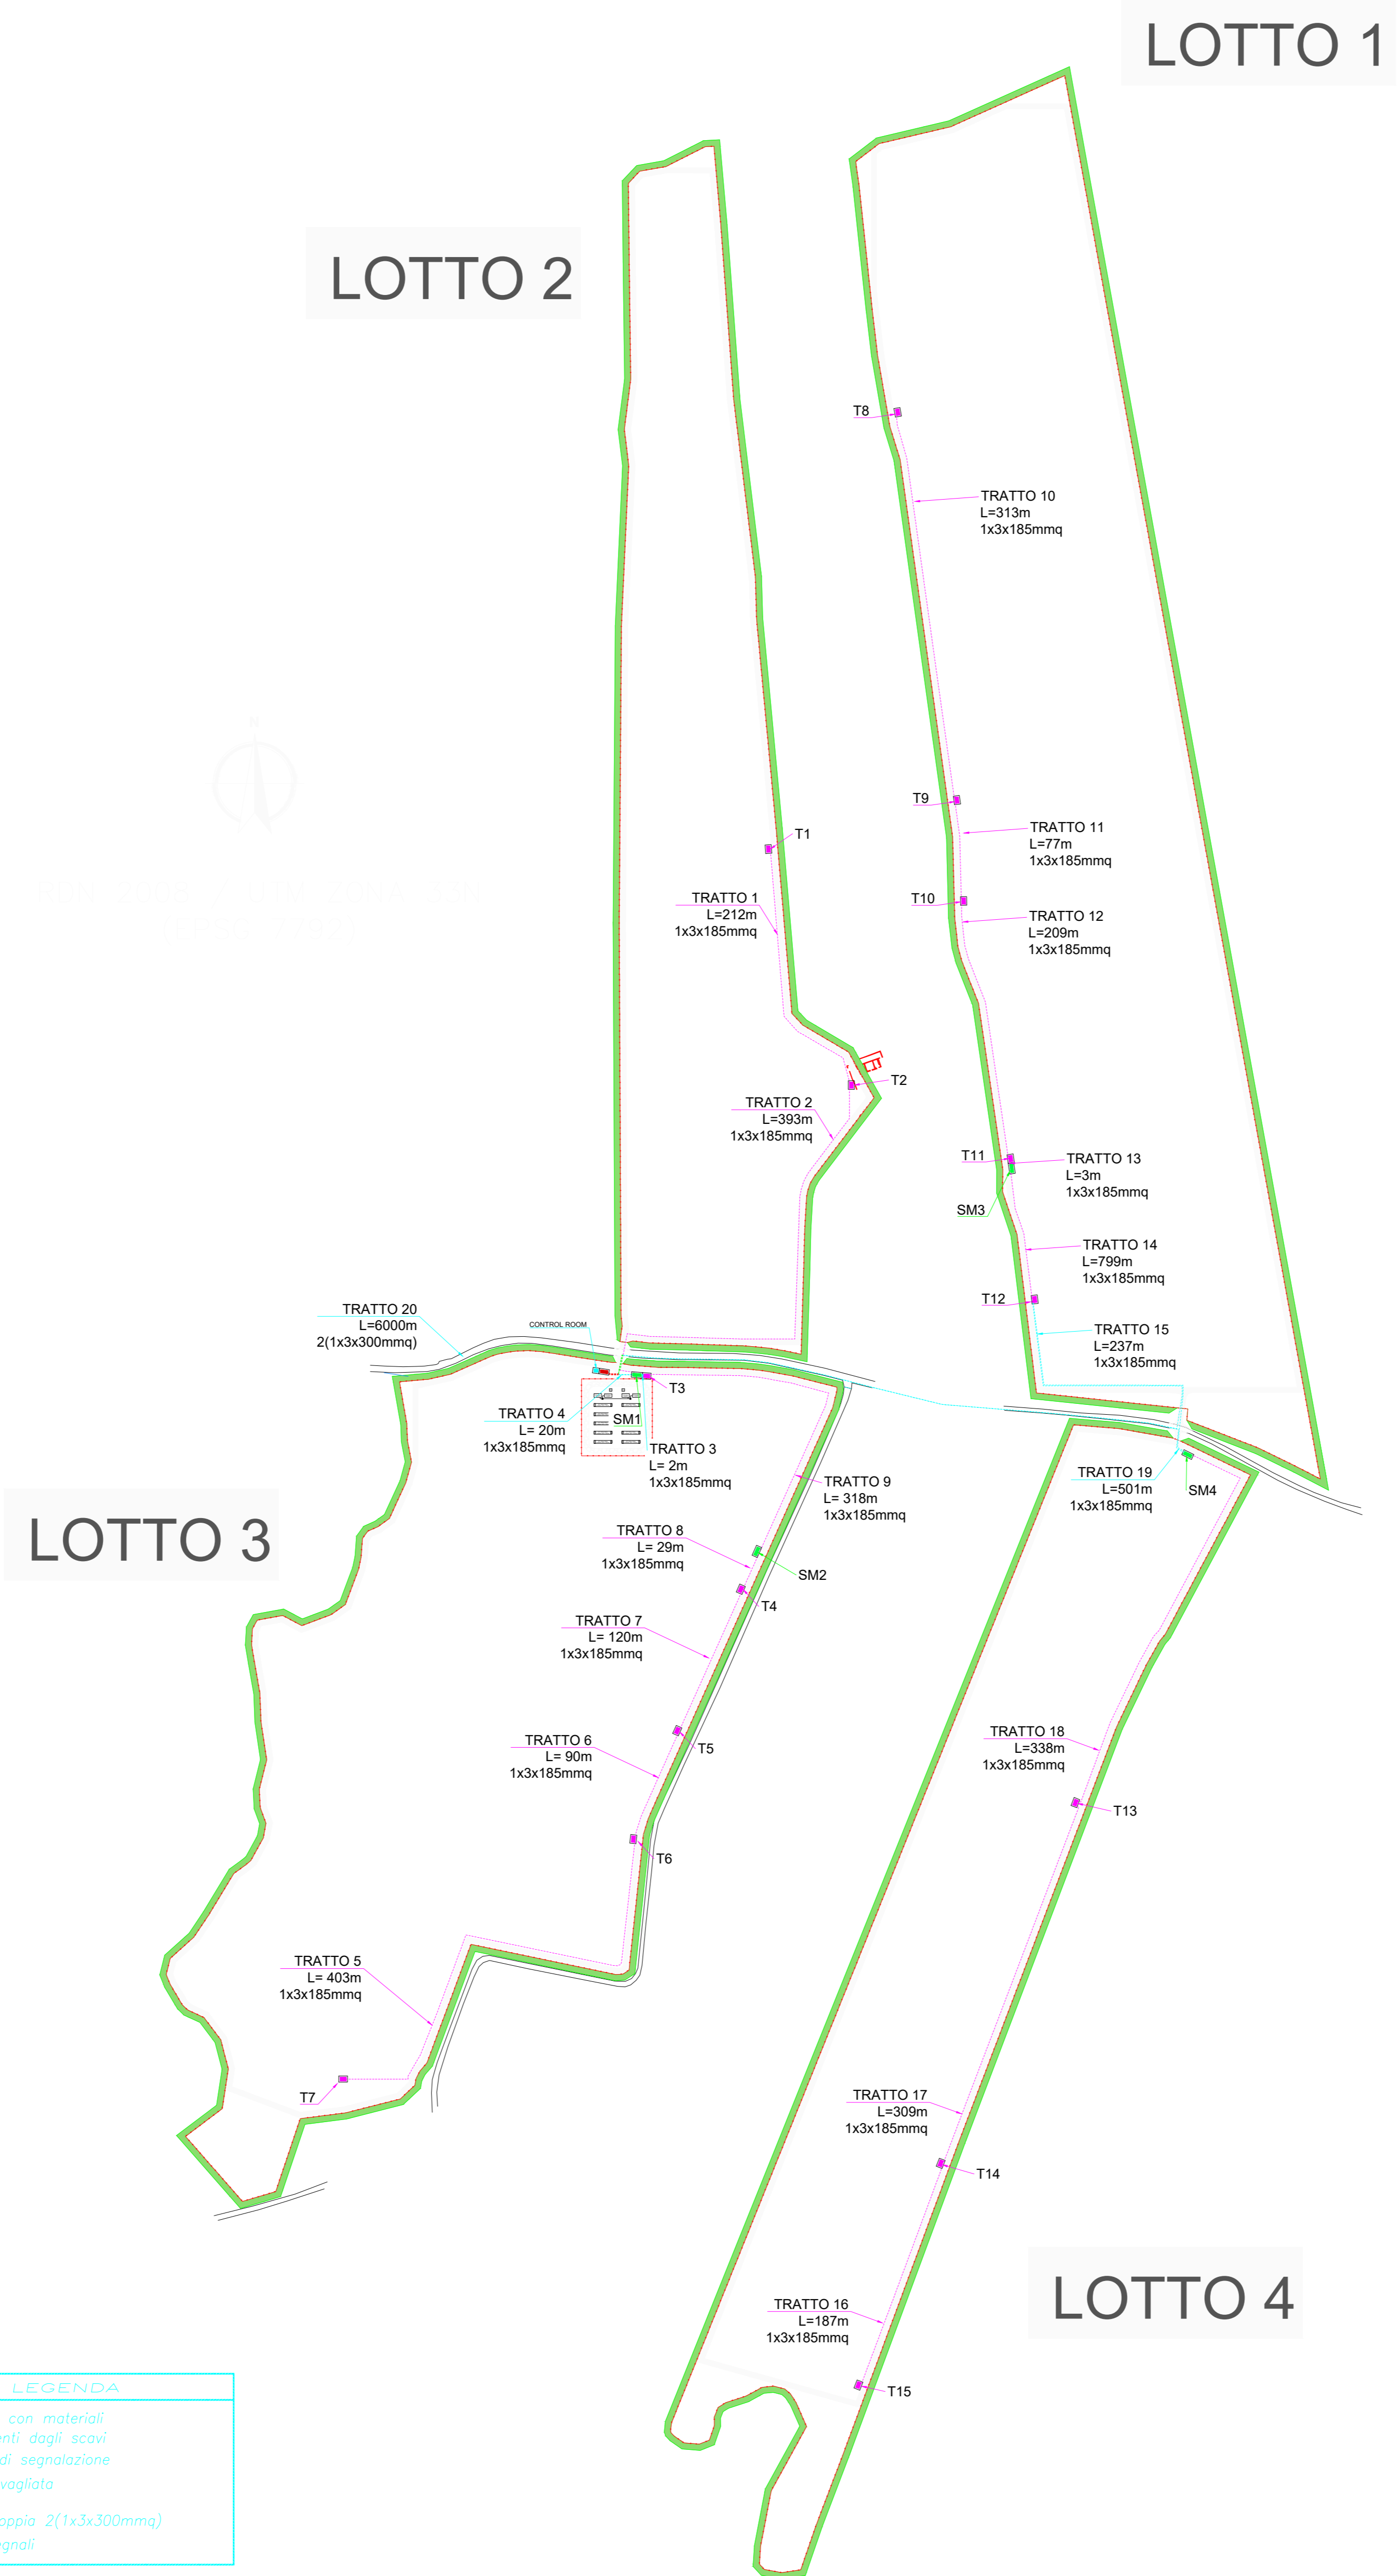 LOTTO 1
LOTTO 2
T8
TRATTO 10
L=313m
1x3x185mmq
T9
TRATTO 11
L=77m
1x3x185mmq
T1
TRATTO 1
L=212m
1x3x185mmq
T10
TRATTO 12
L=209m
1x3x185mmq
T2
TRATTO 2
L=393m
1x3x185mmq
T11
TRATTO 13
L=3m
1x3x185mmq
SM3
TRATTO 14
L=799m
1x3x185mmq
T12
TRATTO 15
L=237m
1x3x185mmq
TRATTO 20
L=6000m
2(1x3x300mmq)
CONTROL ROOM
T3
TRATTO 4
L= 20m
1x3x185mmq
SM1
TRATTO 3
L= 2m
1x3x185mmq
TRATTO 9
L= 318m
1x3x185mmq
TRATTO 19
L=501m
1x3x185mmq
SM4
LOTTO 3
TRATTO 8
L= 29m
1x3x185mmq
SM2
T4
TRATTO 7
L= 120m
1x3x185mmq
TRATTO 6
L= 90m
1x3x185mmq
T5
TRATTO 18
L=338m
1x3x185mmq
T13
T6
TRATTO 5
L= 403m
1x3x185mmq
T7
TRATTO 17
L=309m
1x3x185mmq
T14
LOTTO 4
TRATTO 16
L=187m
1x3x185mmq
T15
LEGENDA
con materiali
enti dagli scavi
di segnalazione
vagliata
oppia 2(1x3x300mmq)
egnali